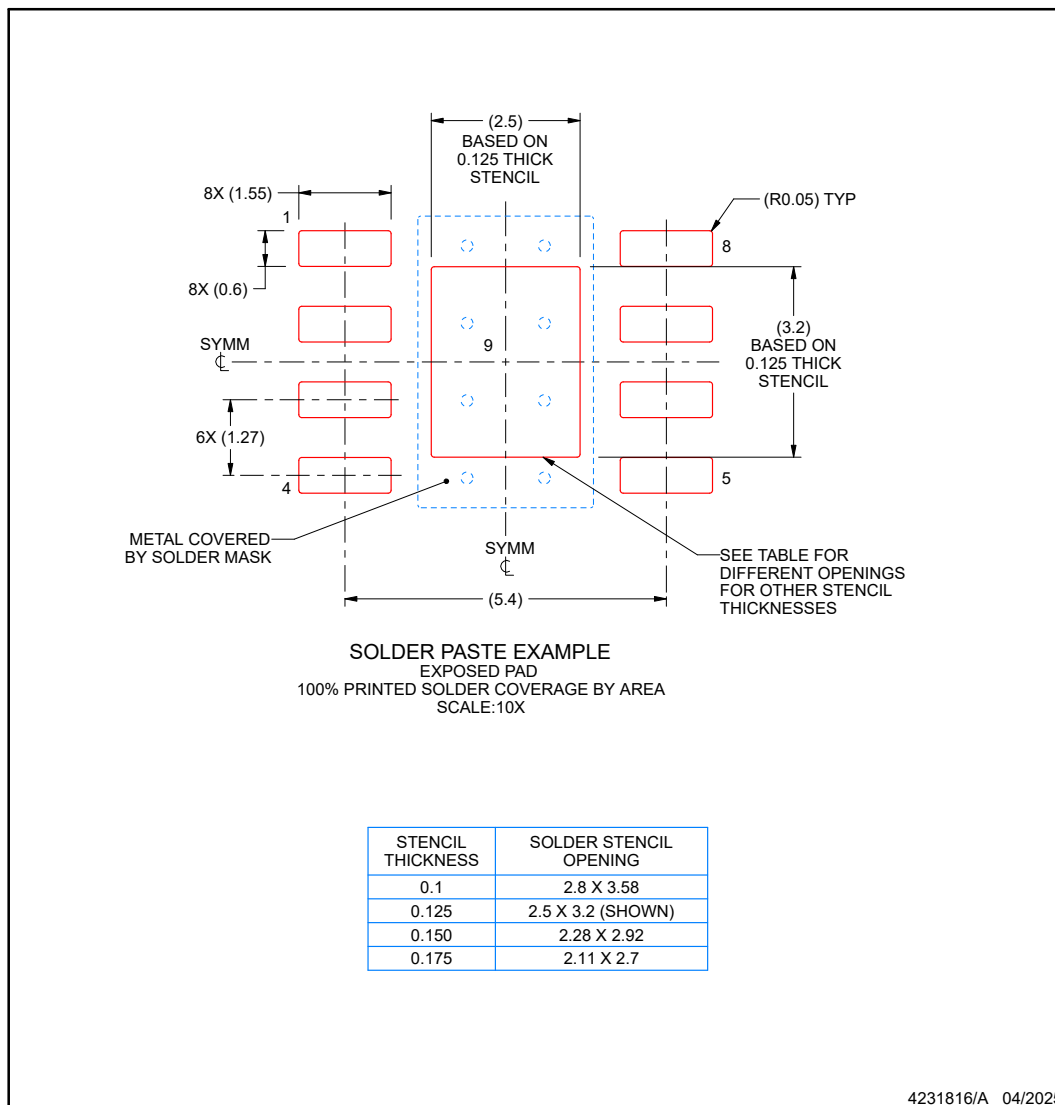 (2.5)
BASED ON
0.125 THICK
STENCIL
8X (1.55)
(R0.05) TYP
1
8
8X (0.6)
(3.2)
BASED ON
0.125 THICK
STENCIL
SYMM
9
6X (1.27)
4
5
METAL COVERED
BY SOLDER MASK
SYMM
SEE TABLE FOR
DIFFERENT OPENINGS
FOR OTHER STENCIL
THICKNESSES
(5.4)
SOLDER PASTE EXAMPLE
EXPOSED PAD
100% PRINTED SOLDER COVERAGE BY AREA
SCALE:10X
STENCIL
THICKNESS
SOLDER STENCIL
OPENING
0.1
2.8 X 3.58
0.125
2.5 X 3.2 (SHOWN)
0.150
2.28 X 2.92
0.175
2.11 X 2.7
4231816/A 04/2025